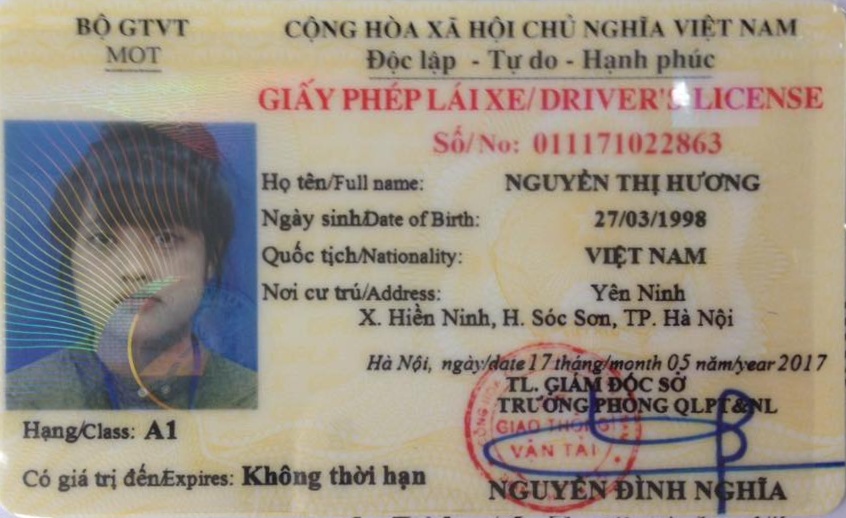 BỘ GTVT
MOT
CỘNG HÒA XÃ HỘI CHỦ NGHĨA VIỆT NAM
Độc lập - Tự do - Hạnh phúc
GIẤY PHÉP LÁI XE/ DRIVER'S LICENSE
Số/No: 011171022863
Họ tên/Full name: NGUYỄN THỊ HƯƠNG
Ngày sinh/Date of Birth: 27/03/1998
Quốc tịch/Nationality: VIỆT NAM
Nơi cư trú/Address: Yên Ninh
X. Hiền Ninh, H. Sóc Sơn, TP. Hà Nội
Hà Nội, ngày/date 17 tháng/month 05 năm/year 2017
TL. GIÁM ĐỐC SỞ
TRƯỞNG PHÒNG QLPT&NL
GIAO THÔNG
VẬN TẢI
Hạng/Class: A1
Có giá trị đến/Expires: Không thời hạn
NGUYỄN ĐÌNH NGHĨA